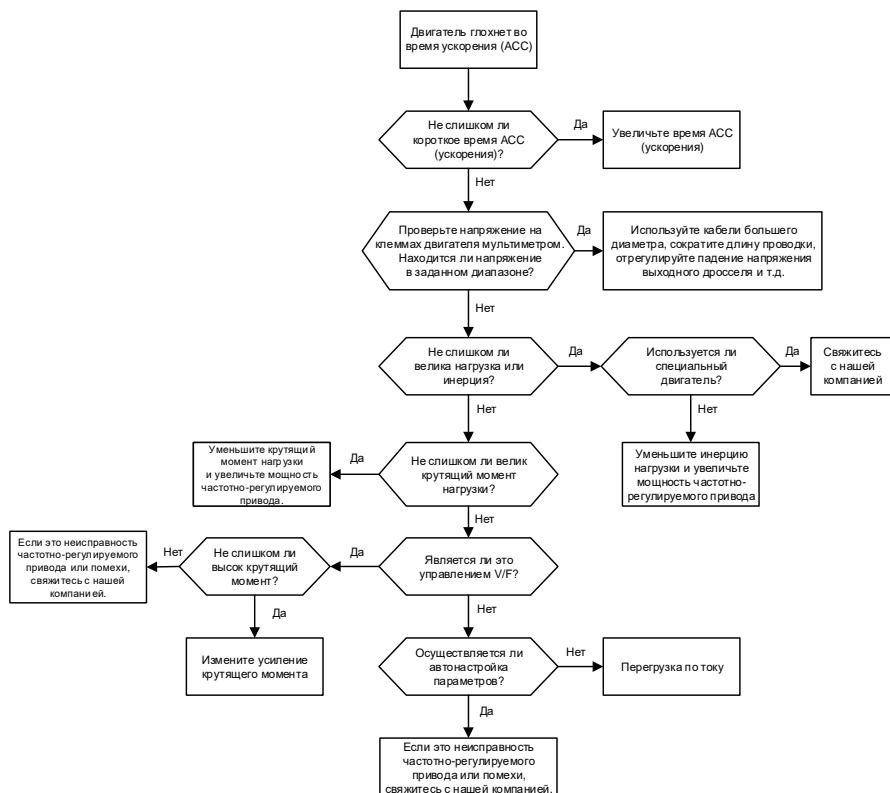 Двигатель глохнет во
время ускорения (ACC)
Не слишком ли
короткое время ACC
(ускорения)?
Да
Увеличьте время ACC
(ускорения)
Нет
Проверьте напряжение на
клеммах двигателя мультиметром.
Находится ли напряжение
в заданном диапазоне?
Да
Используйте кабели большего
диаметра, сократите длину проводки,
отрегулируйте падение напряжения
выходного дросселя и т.д.
Нет
Не слишком ли
велика нагрузка или
инерция?
Да
Используется ли
специальный
двигатель?
Да
Свяжитесь
с нашей
компанией
Нет
Нет
Уменьшите инерцию
нагрузки и увеличьте
мощность частотно-
регулируемого привода
Не слишком ли велик
крутящий момент
нагрузки?
Да
Уменьшите крутящий
момент нагрузки
и увеличьте мощность
частотно-регулируемого
привода.
Нет
Является ли это
управлением V/F?
Да
Не слишком ли
высок крутящий
момент?
Нет
Если это неисправность
частотно-регулируемого
привода или помехи,
свяжитесь с нашей
компанией.
Да
Измените усиление
крутящего момента
Нет
Осуществляется ли
автонастройка
параметров?
Нет
Перегрузка по току
Да
Если это неисправность
частотно-регулируемого
привода или помехи,
свяжитесь с нашей компанией.